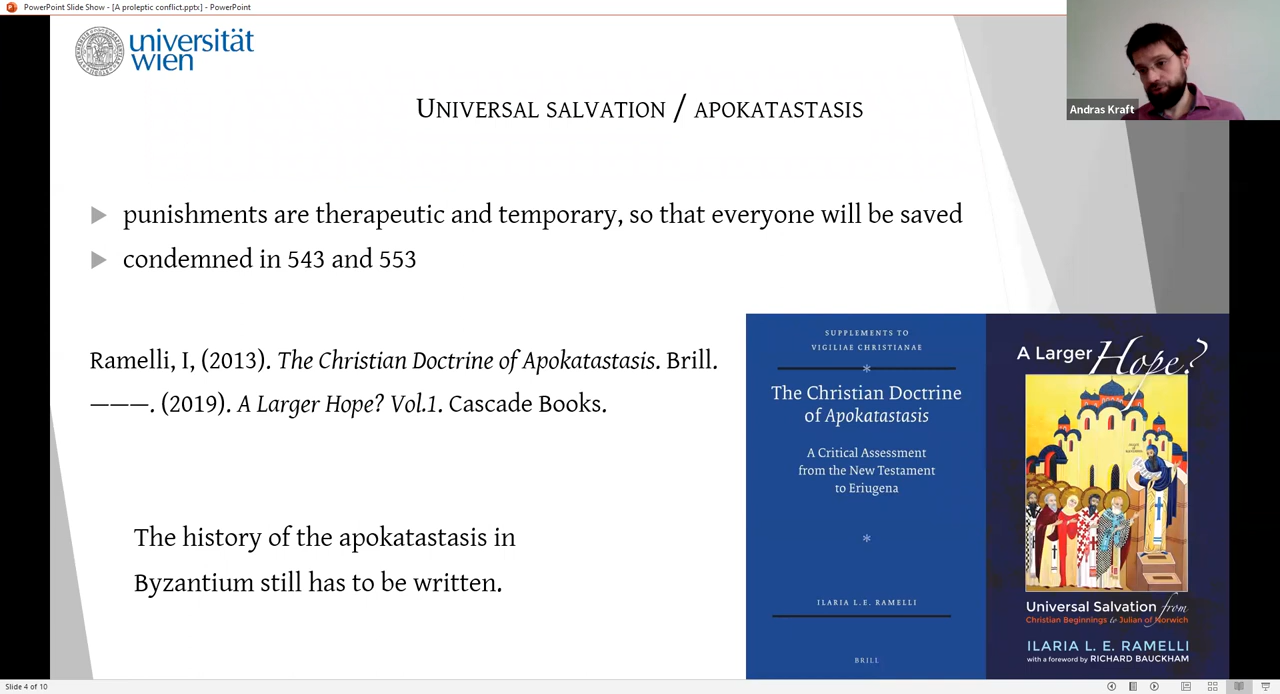 PowerPoint Slide Show - [A proleptic conflict.pptx] - PowerPoint
universität
wien
Andras Kraft
UNIVERSAL SALVATION / APOKATASTASIS
punishments are therapeutic and temporary, so that everyone will be saved
condemned in 543 and 553
Ramelli, I, (2013). The Christian Doctrine of Apokatastasis. Brill.
———. (2019). A Larger Hope? Vol.1. Cascade Books.
The history of the apokatastasis in
Byzantium still has to be written.
SUPPLEMENTS TO
VIGILIAE CHRISTIANAE
The Christian Doctrine
of Apokatastasis
A Critical Assessment
from the New Testament
to Eriugena
ILARIA L.E. RAMELLI
BRILL
A Larger Hope?
Universal Salvation from
Christian Beginnings to Julian of Norwich
ILARIA L. E. RAMELLI
with a foreword by RICHARD BAUCKHAM
Slide 4 of 10